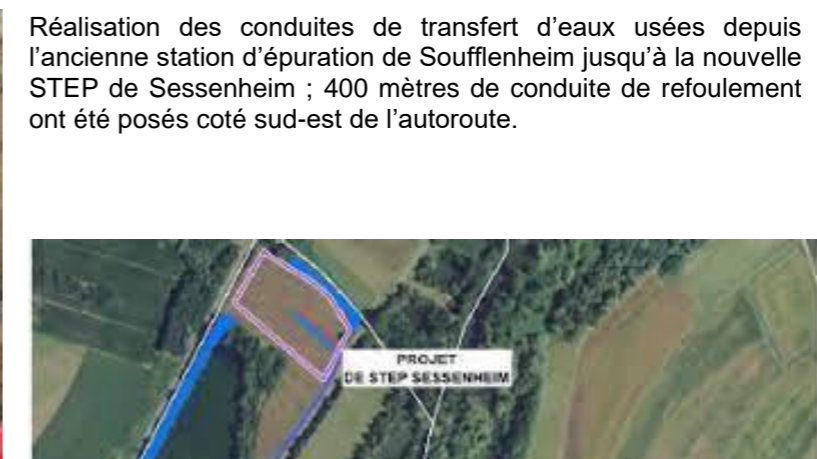 Réalisation des conduites de transfert d’eaux usées depuis
l’ancienne station d’épuration de Soufflenheim jusqu’à la nouvelle
STEP de Sessenheim ; 400 mètres de conduite de refoulement
ont été posés coté sud-est de l’autoroute.
PROJET
DE STEP SESSENHEIM